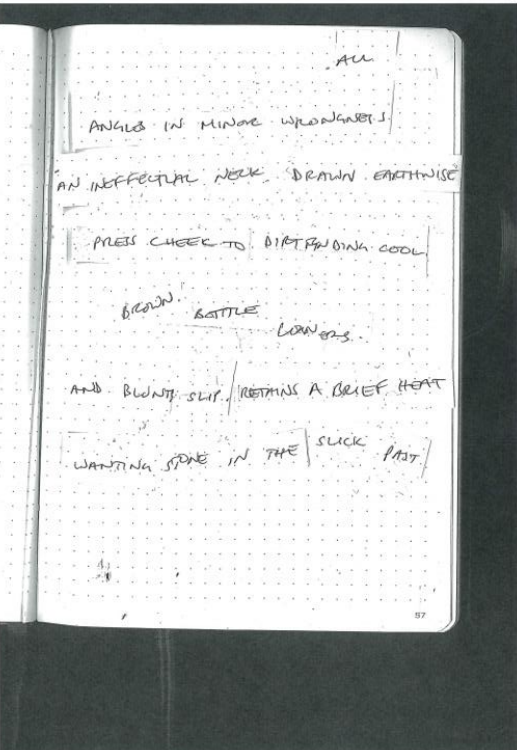 ALL
ANGLES IN MINOR WRONGNESS
AN INEFFECTUAL NECK. DRAWN EARTHWISE
PRESS CHEEK TO DIRT FINDING COOL
BROWN. BOTTLE
LOWERS.
AND BLUNTS SLIP. RETAINS A BRIEF HEAT
WANTING STONE IN THE SLICK PAST.
57